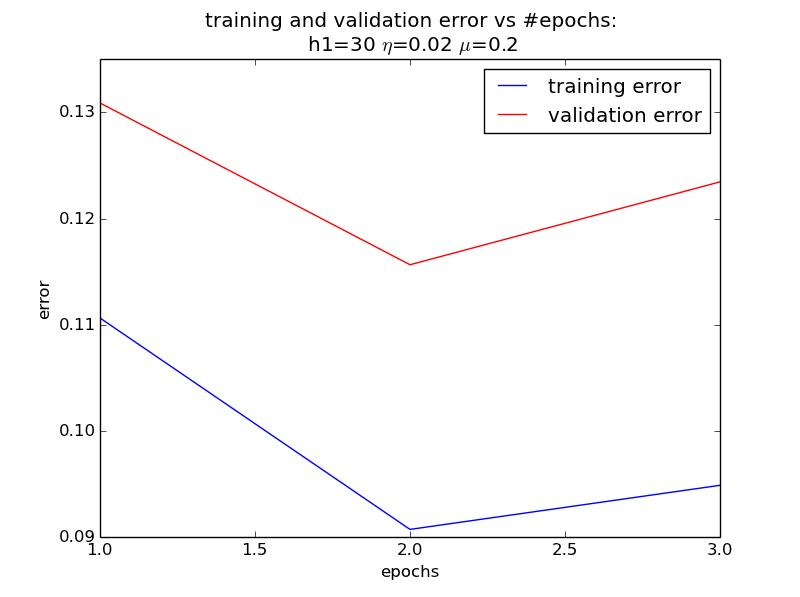 training and validation error vs #epochs:
h1=30 η=0.02 μ=0.2
training error
validation error
0.13
0.12
0.11
0.10
0.09
error
1.0 1.5 2.0 2.5 3.0
epochs